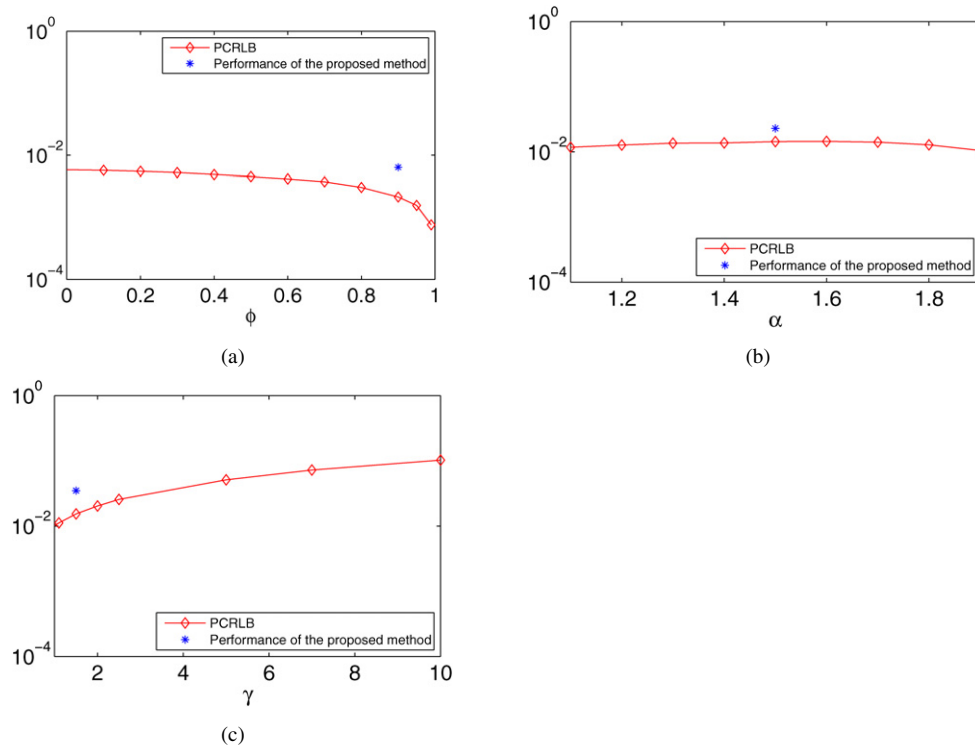 10^0
PCRLB
Performance of the proposed method
10^-2
10^-4
0 0.2 0.4 0.6 0.8 1
ϕ
(a)
10^0
10^-2
PCRLB
Performance of the proposed method
10^-4
1.2 1.4 1.6 1.8
α
(b)
10^0
10^-2
PCRLB
Performance of the proposed method
10^-4
2 4 6 8 10
γ
(c)